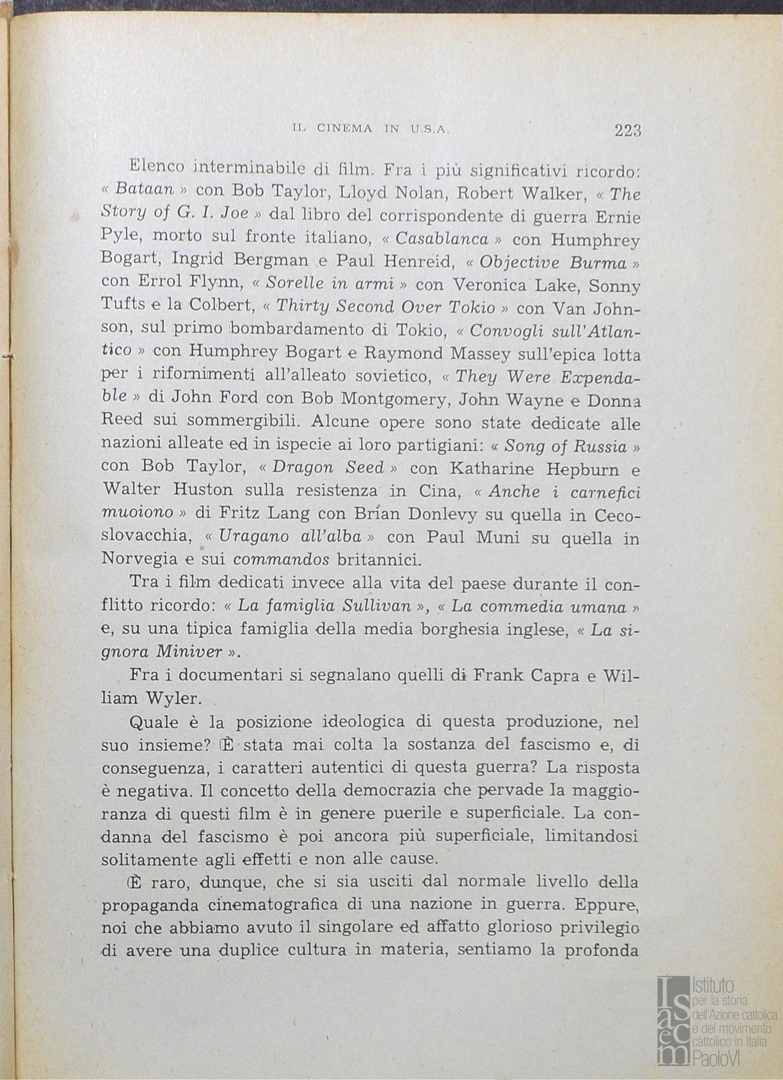 IL CINEMA IN U.S.A. 223
Elenco interminabile di film. Fra i più significativi ricordo:
« Bataan » con Bob Taylor, Lloyd Nolan, Robert Walker, « The
Story of G. I. Joe » dal libro del corrispondente di guerra Ernie
Pyle, morto sul fronte italiano, « Casablanca » con Humphrey
Bogart, Ingrid Bergman e Paul Henreid, « Objective Burma »
con Errol Flynn, « Sorelle in armi » con Veronica Lake, Sonny
Tufts e la Colbert, « Thirty Second Over Tokio » con Van John-
son, sul primo bombardamento di Tokio, « Convogli sull'Atlan-
tico » con Humphrey Bogart e Raymond Massey sull'epica lotta
per i rifornimenti all'alleato sovietico, « They Were Expenda-
ble » di John Ford con Bob Montgomery, John Wayne e Donna
Reed sui sommergibili. Alcune opere sono state dedicate alle
nazioni alleate ed in ispecie ai loro partigiani: « Song of Russia »
con Bob Taylor, « Dragon Seed » con Katharine Hepburn e
Walter Huston sulla resistenza in Cina, « Anche i carnefici
muoiono » di Fritz Lang con Brian Donlevy su quella in Ceco-
slovacchia, « Uragano all'alba » con Paul Muni su quella in
Norvegia e sui commandos britannici.
Tra i film dedicati invece alla vita del paese durante il con-
flitto ricordo: « La famiglia Sullivan », « La commedia umana »
e, su una tipica famiglia della media borghesia inglese, « La si-
gnora Miniver ».
Fra i documentari si segnalano quelli di Frank Capra e Wil-
liam Wyler.
Quale è la posizione ideologica di questa produzione, nel
suo insieme? È stata mai colta la sostanza del fascismo e, di
conseguenza, i caratteri autentici di questa guerra? La risposta
è negativa. Il concetto della democrazia che pervade la maggio-
ranza di questi film è in genere puerile e superficiale. La con-
danna del fascismo è poi ancora più superficiale, limitandosi
solitamente agli effetti e non alle cause.
È raro, dunque, che si sia usciti dal normale livello della
propaganda cinematografica di una nazione in guerra. Eppure,
noi che abbiamo avuto il singolare ed affatto glorioso privilegio
di avere una duplice cultura in materia, sentiamo la profonda
Isacem
Istituto
per la storia
dell'Azione cattolica
e del movimento
cattolico in Italia
PaoloVI